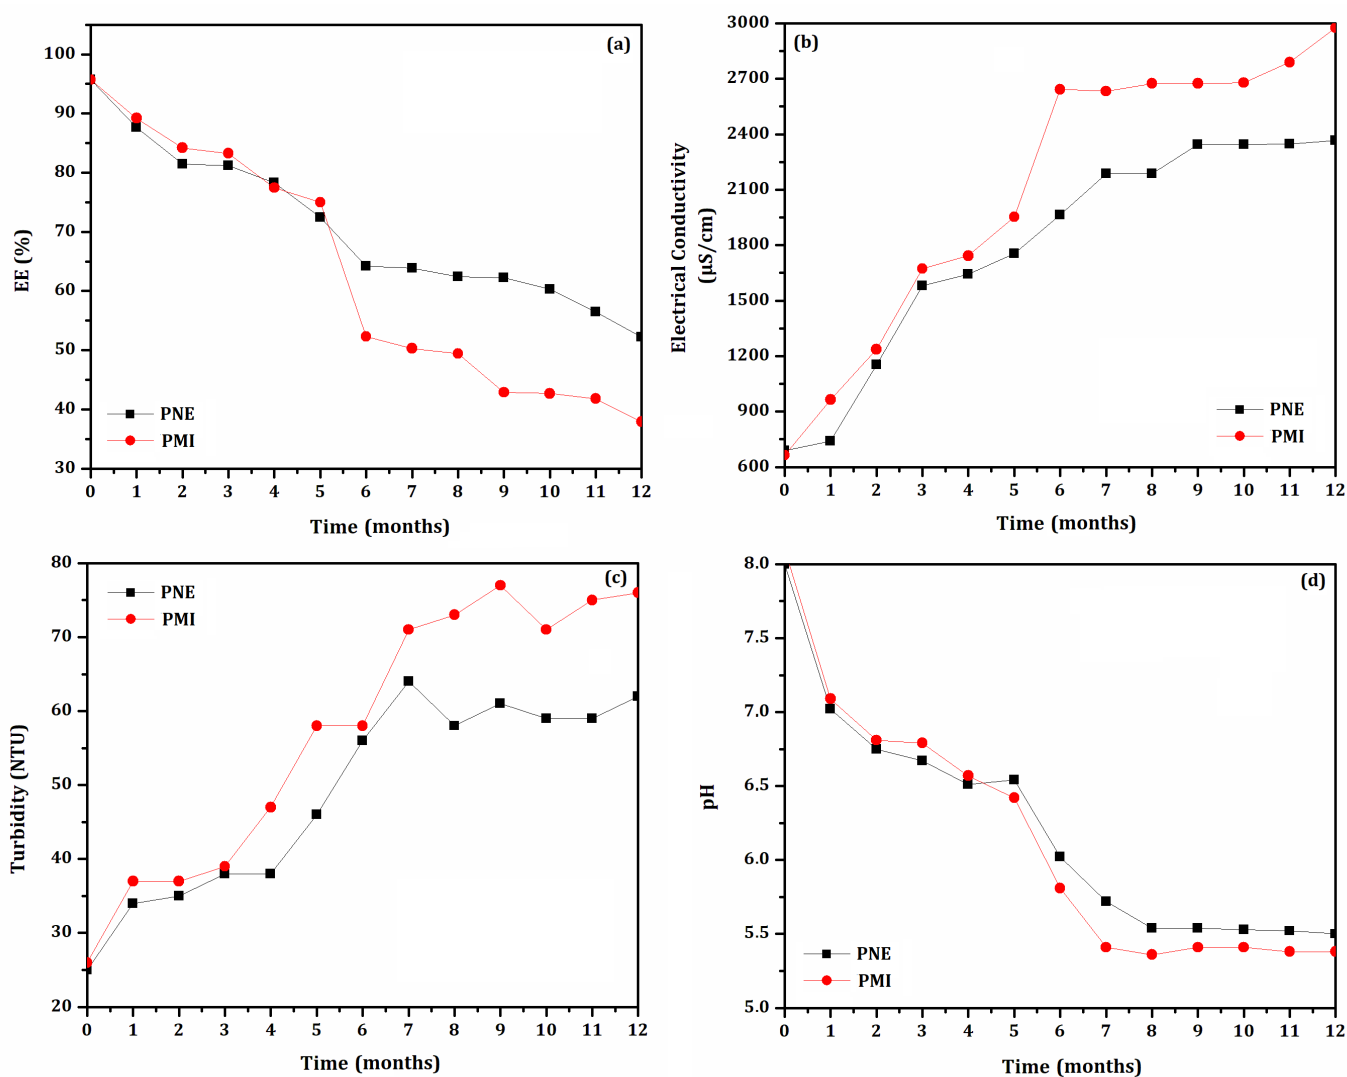 (a)
100
90
80
70
60
50
40
30
EE (%)
PNE
PMI
0 1 2 3 4 5 6 7 8 9 10 11 12
Time (months)
(b)
3000
2700
2400
2100
1800
1500
1200
900
600
Electrical Conductivity
(µS/cm)
PNE
PMI
0 1 2 3 4 5 6 7 8 9 10 11 12
Time (months)
(c)
80
70
60
50
40
30
20
Turbidity (NTU)
PNE
PMI
0 1 2 3 4 5 6 7 8 9 10 11 12
Time (months)
(d)
8.0
7.5
7.0
6.5
6.0
5.5
5.0
pH
PNE
PMI
0 1 2 3 4 5 6 7 8 9 10 11 12
Time (months)